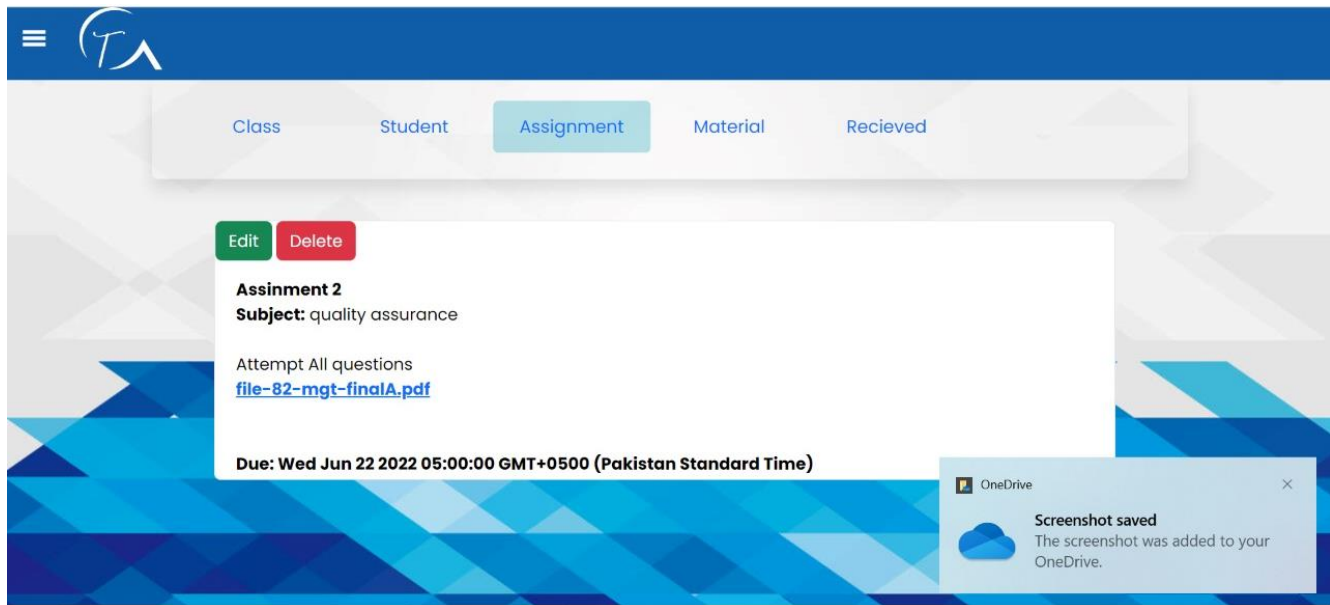 TA
Class Student Assignment Material Recieved
Edit Delete
Assinment 2
Subject: quality assurance
Attempt All questions
file-82-mgt-finalA.pdf
Due: Wed Jun 22 2022 05:00:00 GMT+0500 (Pakistan Standard Time)
OneDrive
Screenshot saved
The screenshot was added to your
OneDrive.